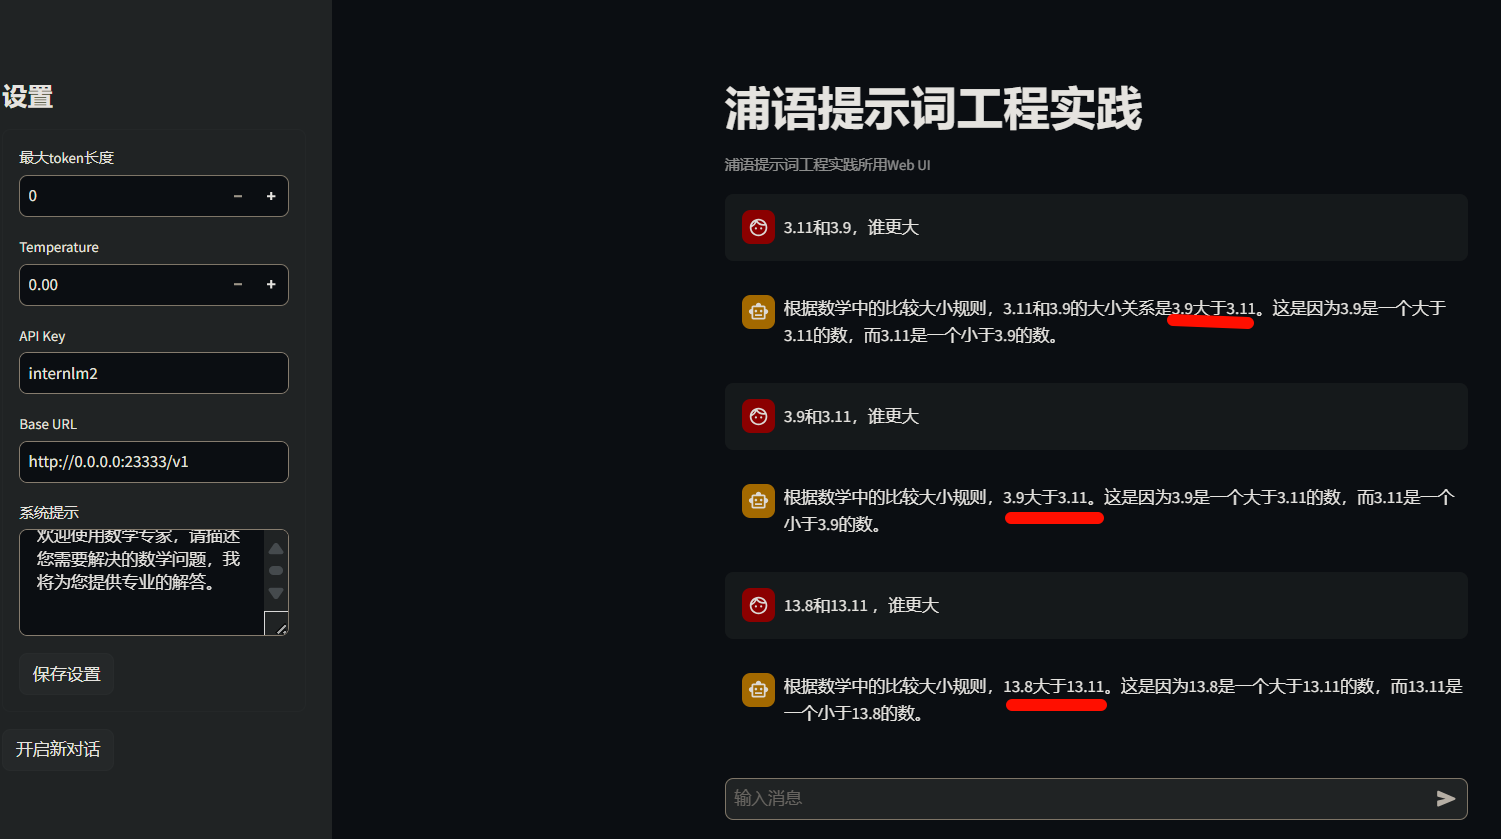 设置
最大token长度
0
Temperature
0.00
API Key
internlm2
Base URL
http://0.0.0.0:23333/v1
系统提示
欢迎使用数学专家，请描述
您需要解决的数学问题，我
将为您提供专业的解答。
保存设置
开启新对话
浦语提示词工程实践
浦语提示词工程实践所用Web UI
3.11和3.9，谁更大
根据数学中的比较大小规则，3.11和3.9的大小关系是3.9大于3.11。这是因为3.9是一个大于
3.11的数，而3.11是一个小于3.9的数。
3.9和3.11，谁更大
根据数学中的比较大小规则，3.9大于3.11。这是因为3.9是一个大于3.11的数，而3.11是一个
小于3.9的数。
13.8和13.11 ，谁更大
根据数学中的比较大小规则，13.8大于13.11。这是因为13.8是一个大于13.11的数，而13.11是
一个小于13.8的数。
输入消息